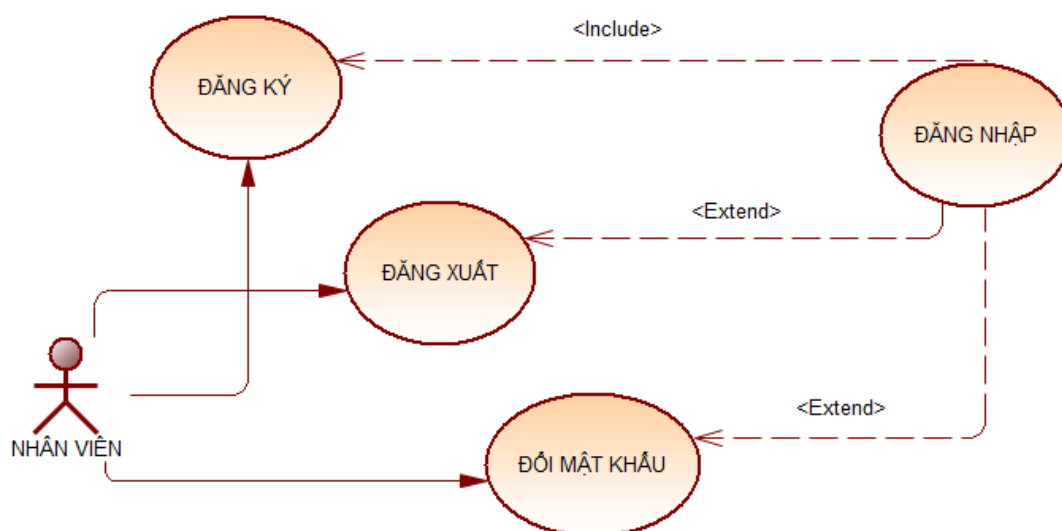 <Include>
ĐĂNG KÝ
ĐĂNG NHẬP
<Extend>
ĐĂNG XUẤT
<Extend>
NHÂN VIÊN
ĐỔI MẬT KHẨU